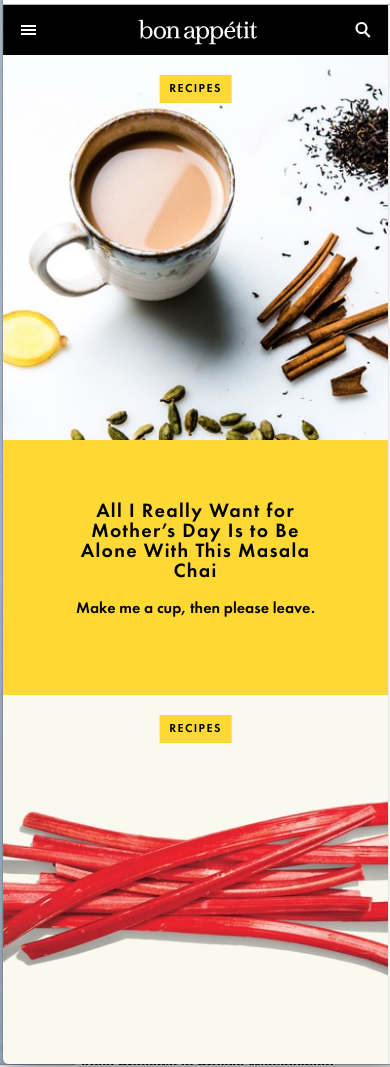 bon appétit
RECIPES
All I Really Want for
Mother's Day Is to Be
Alone With This Masala
Chai
Make me a cup, then please leave.
RECIPES